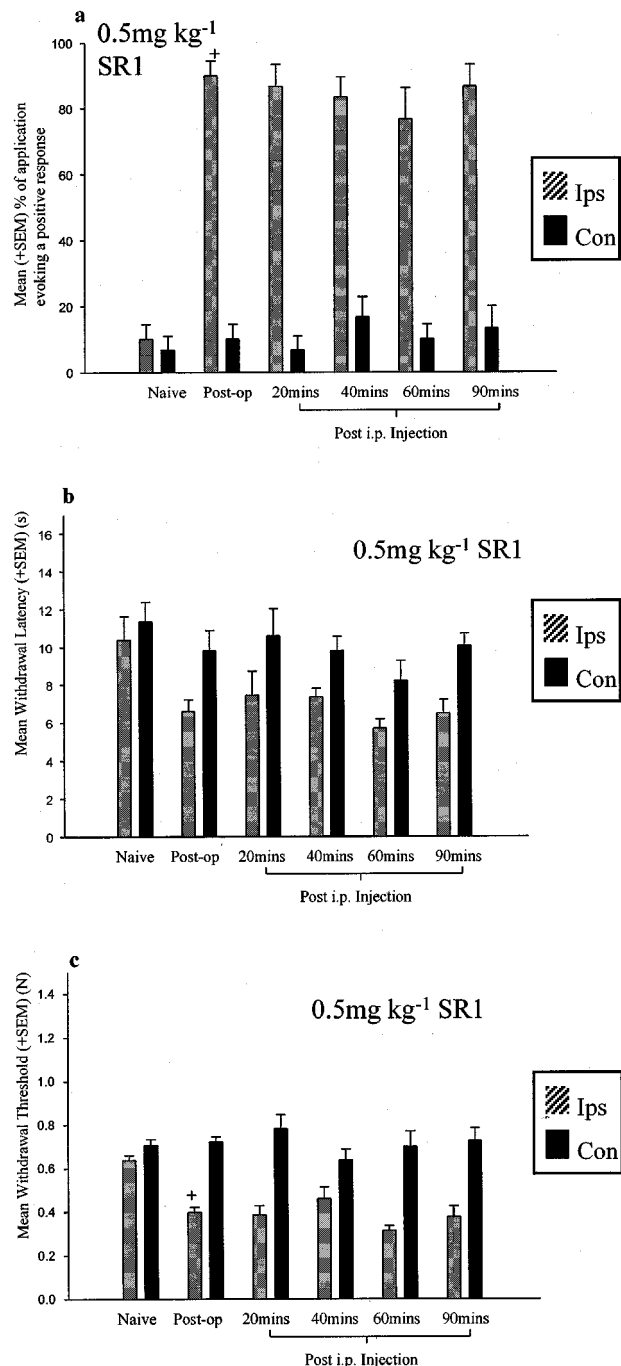 a
0.5mg kg-1
SR1
Mean (+SEM) % of application
evoking a positive response
100
80
60
40
20
0
+
Naive Post-op 20mins 40mins 60mins 90mins
Post i.p. Injection
Ips
Con
b
0.5mg kg-1 SR1
Mean Withdrawal Latency (+SEM) (s)
16
14
12
10
8
6
4
2
0
Naive Post-op 20mins 40mins 60mins 90mins
Post i.p. Injection
Ips
Con
c
0.5mg kg-1 SR1
Mean Withdrawal Threshold (+SEM) (N)
1.4
1.2
1.0
0.8
0.6
0.4
0.2
0.0
+
Naive Post-op 20mins 40mins 60mins 90mins
Post i.p. Injection
Ips
Con